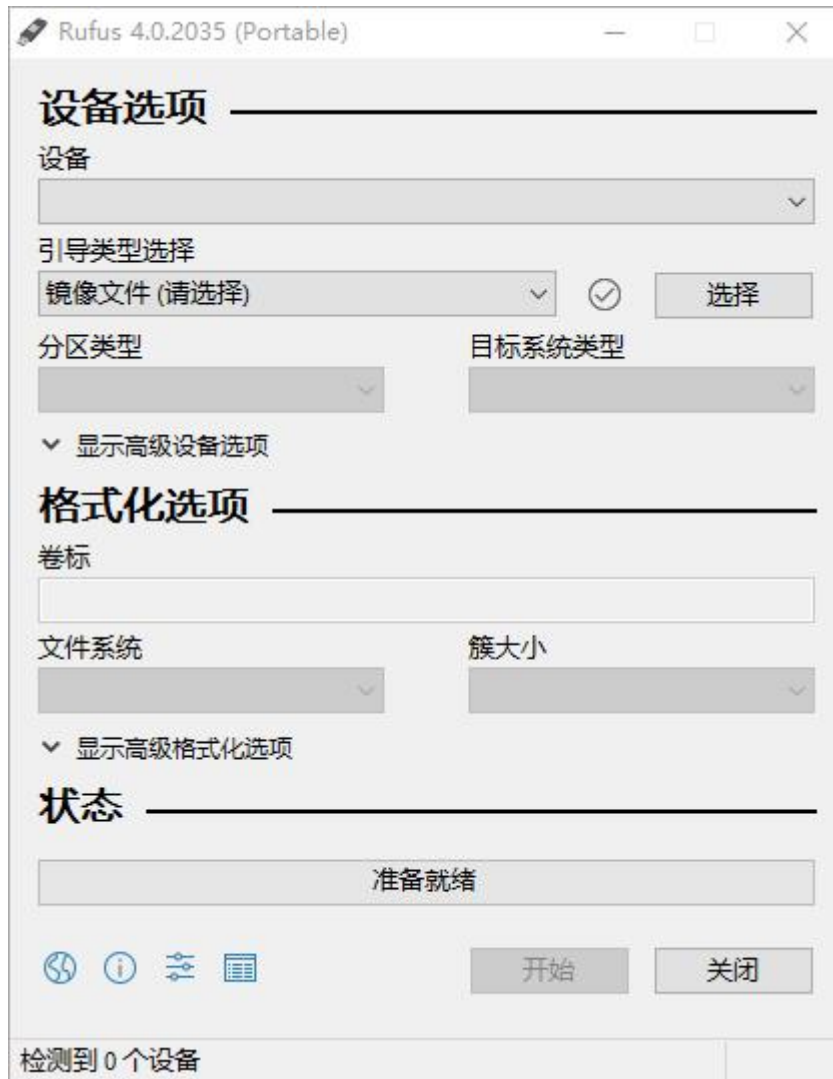 Rufus 4.0.2035 (Portable)
设备选项
设备
引导类型选择
镜像文件 (请选择)
选择
分区类型
目标系统类型
显示高级设备选项
格式化选项
卷标
文件系统
簇大小
显示高级格式化选项
状态
准备就绪
开始
关闭
检测到 0 个设备